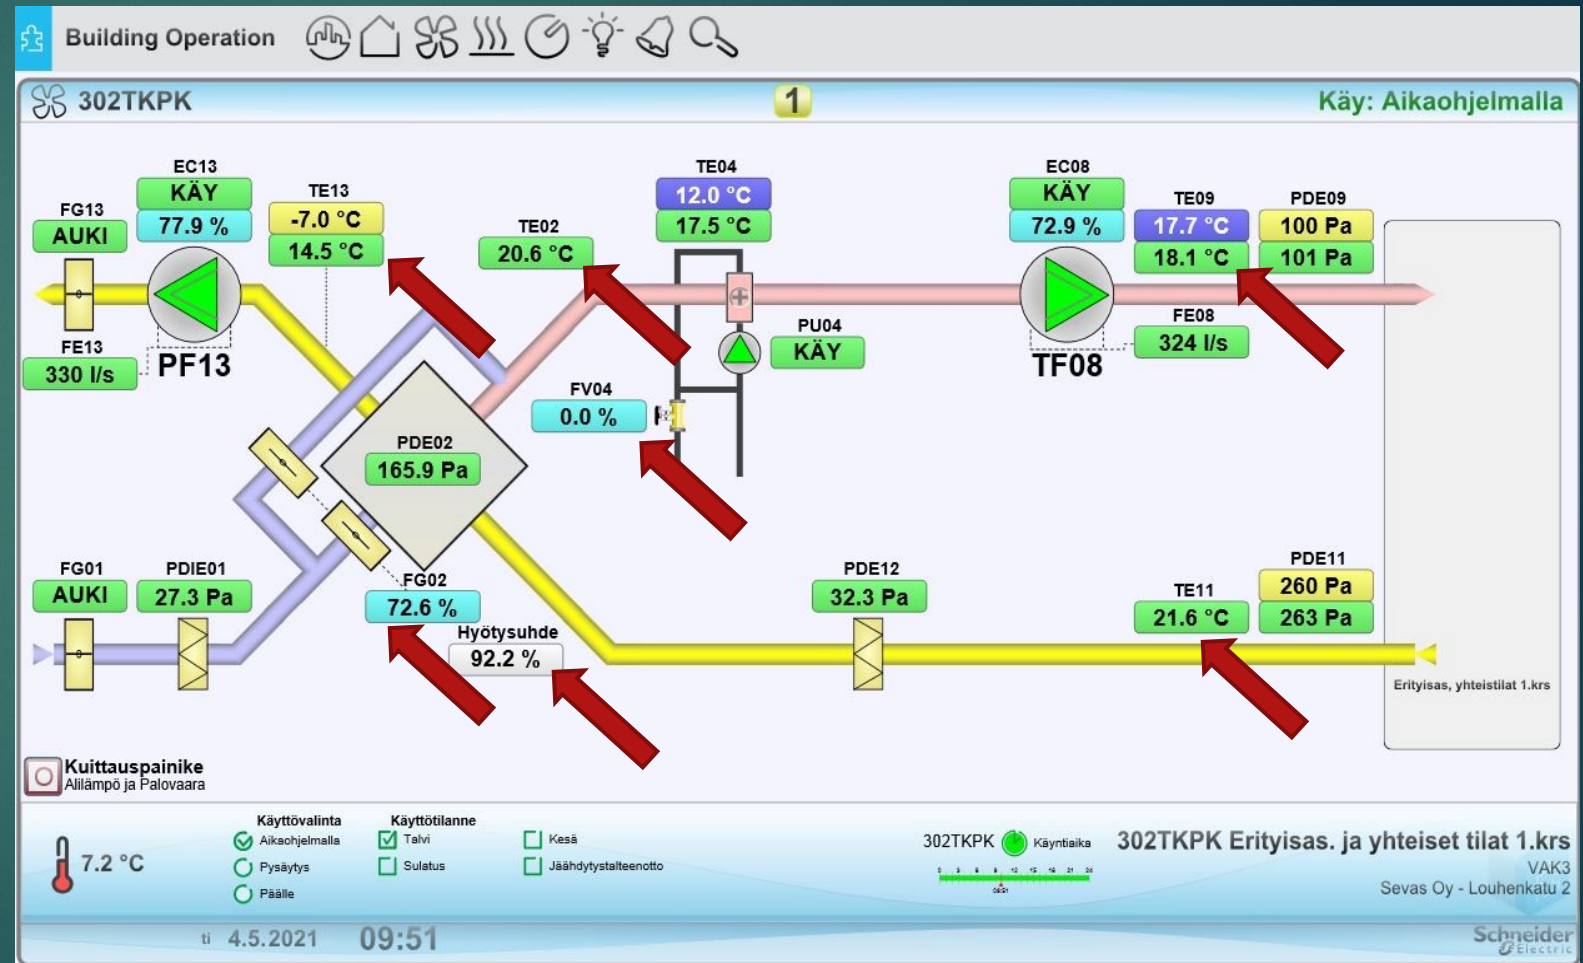 Building Operation
302TKPK
1
Käy: Aikaohjelmalla
EC13
KÄY
77.9 %
FG13
AUKI
TE13
-7.0 °C
14.5 °C
TE02
20.6 °C
TE04
12.0 °C
17.5 °C
EC08
KÄY
72.9 %
TE09
17.7 °C
18.1 °C
PDE09
100 Pa
101 Pa
FE13
330 l/s
PF13
PU04
KÄY
TF08
FE08
324 l/s
FV04
0.0 %
PDE02
165.9 Pa
FG01
AUKI
PDIE01
27.3 Pa
FG02
72.6 %
Hyötysuhde
92.2 %
PDE12
32.3 Pa
TE11
21.6 °C
PDE11
260 Pa
263 Pa
Erityisas, yhteistilat 1.krs
Kuittauspainike
Alilämpö ja Palovaara
7.2 °C
Käyttövalinta
Aikaohjelmalla
Pysäytys
Päälle
Käyttötilanne
Talvi
Sulatus
Kesä
Jäähdytystalteenotto
302TKPK
Käyntiaika
09:51
302TKPK Erityisas. ja yhteiset tilat 1.krs
VAK3
Sevas Oy - Louhenkatu 2
ti 4.5.2021 09:51
Schneider
Electric